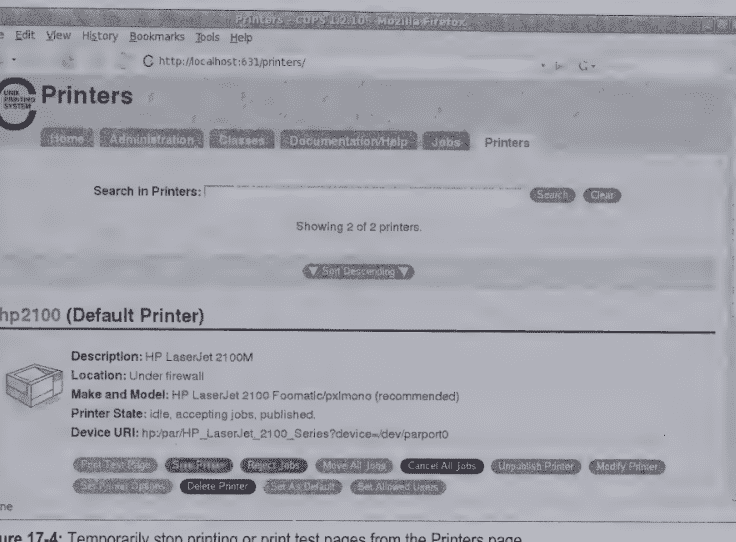 Printers - CUPS 1.2.10 - Mozilla Firefox
Edit View History Bookmarks Tools Help
http://localhost:631/printers/
UNIX
PRINTING
SYSTEM
Printers
Home Administration Classes Documentation/Help Jobs Printers
Search in Printers: Search Clear
Showing 2 of 2 printers.
▼ Sort Descending ▼
hp2100 (Default Printer)
Description: HP LaserJet 2100M
Location: Under firewall
Make and Model: HP LaserJet 2100 Foomatic/pxlmono (recommended)
Printer State: idle, accepting jobs, published.
Device URI: hp:/par/HP_LaserJet_2100_Series?device=/dev/parport0
Print Test Page Stop Printer Reject Jobs Move All Jobs Cancel All Jobs Unpublish Printer Modify Printer
Set Printer Options Delete Printer Set As Default Set Allowed Users
ne
ure 17-4: Temporarily stop printing or print test pages from the Printers page